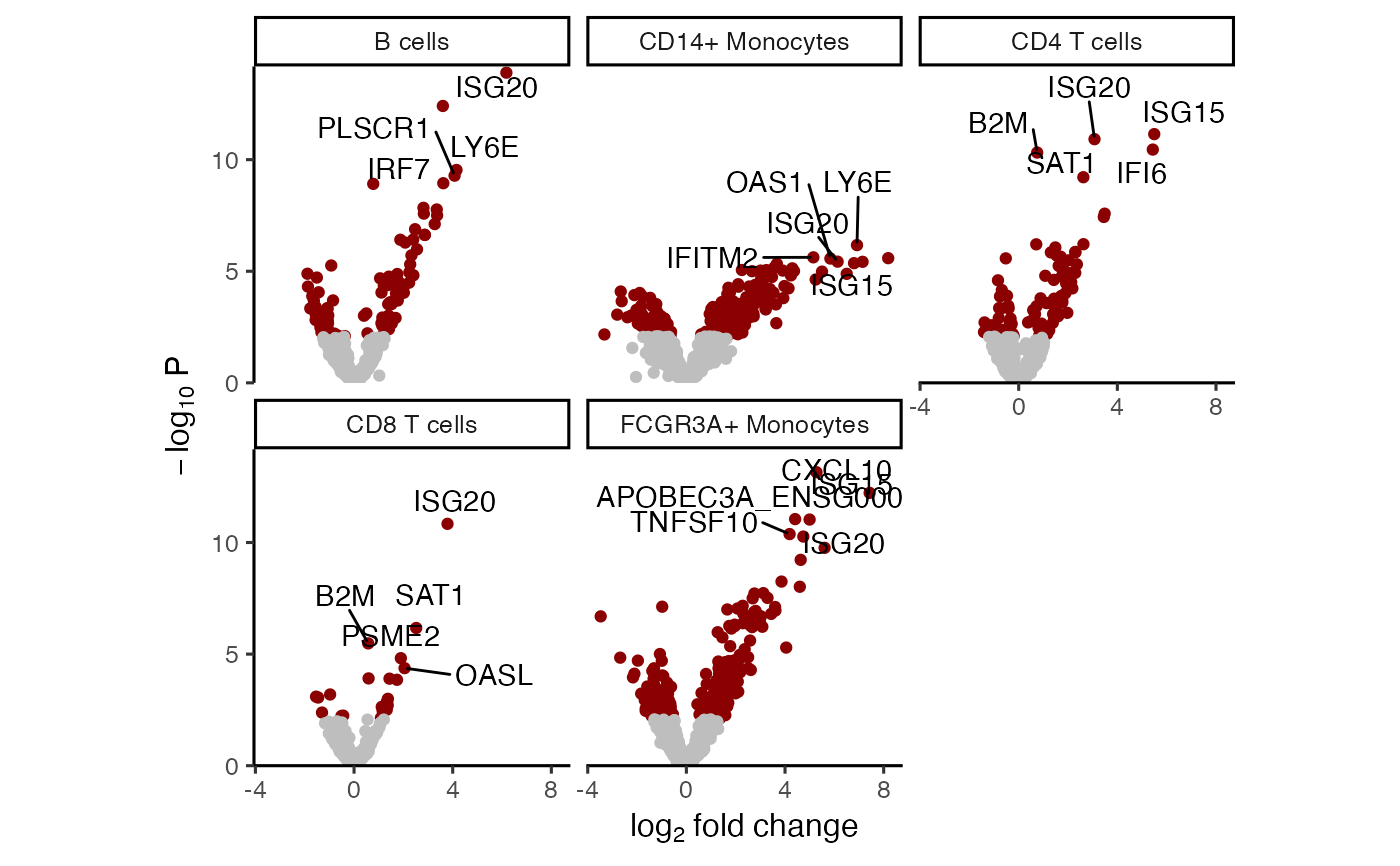 B cells
CD14+ Monocytes
CD4 T cells
ISG20
PLSCR1
LY6E
IRF7
OAS1
LY6E
ISG20
IFITM2
ISG15
ISG20
ISG15
B2M
SAT1
IFI6
10
5
0
-4 0 4 8
− log10 P
CD8 T cells
FCGR3A+ Monocytes
ISG20
B2M
SAT1
PSME2
OASL
CXCL10
ISG15
APOBEC3A_ENSG000
TNFSF10
ISG20
10
5
0
-4 0 4 8
-4 0 4 8
log2 fold change